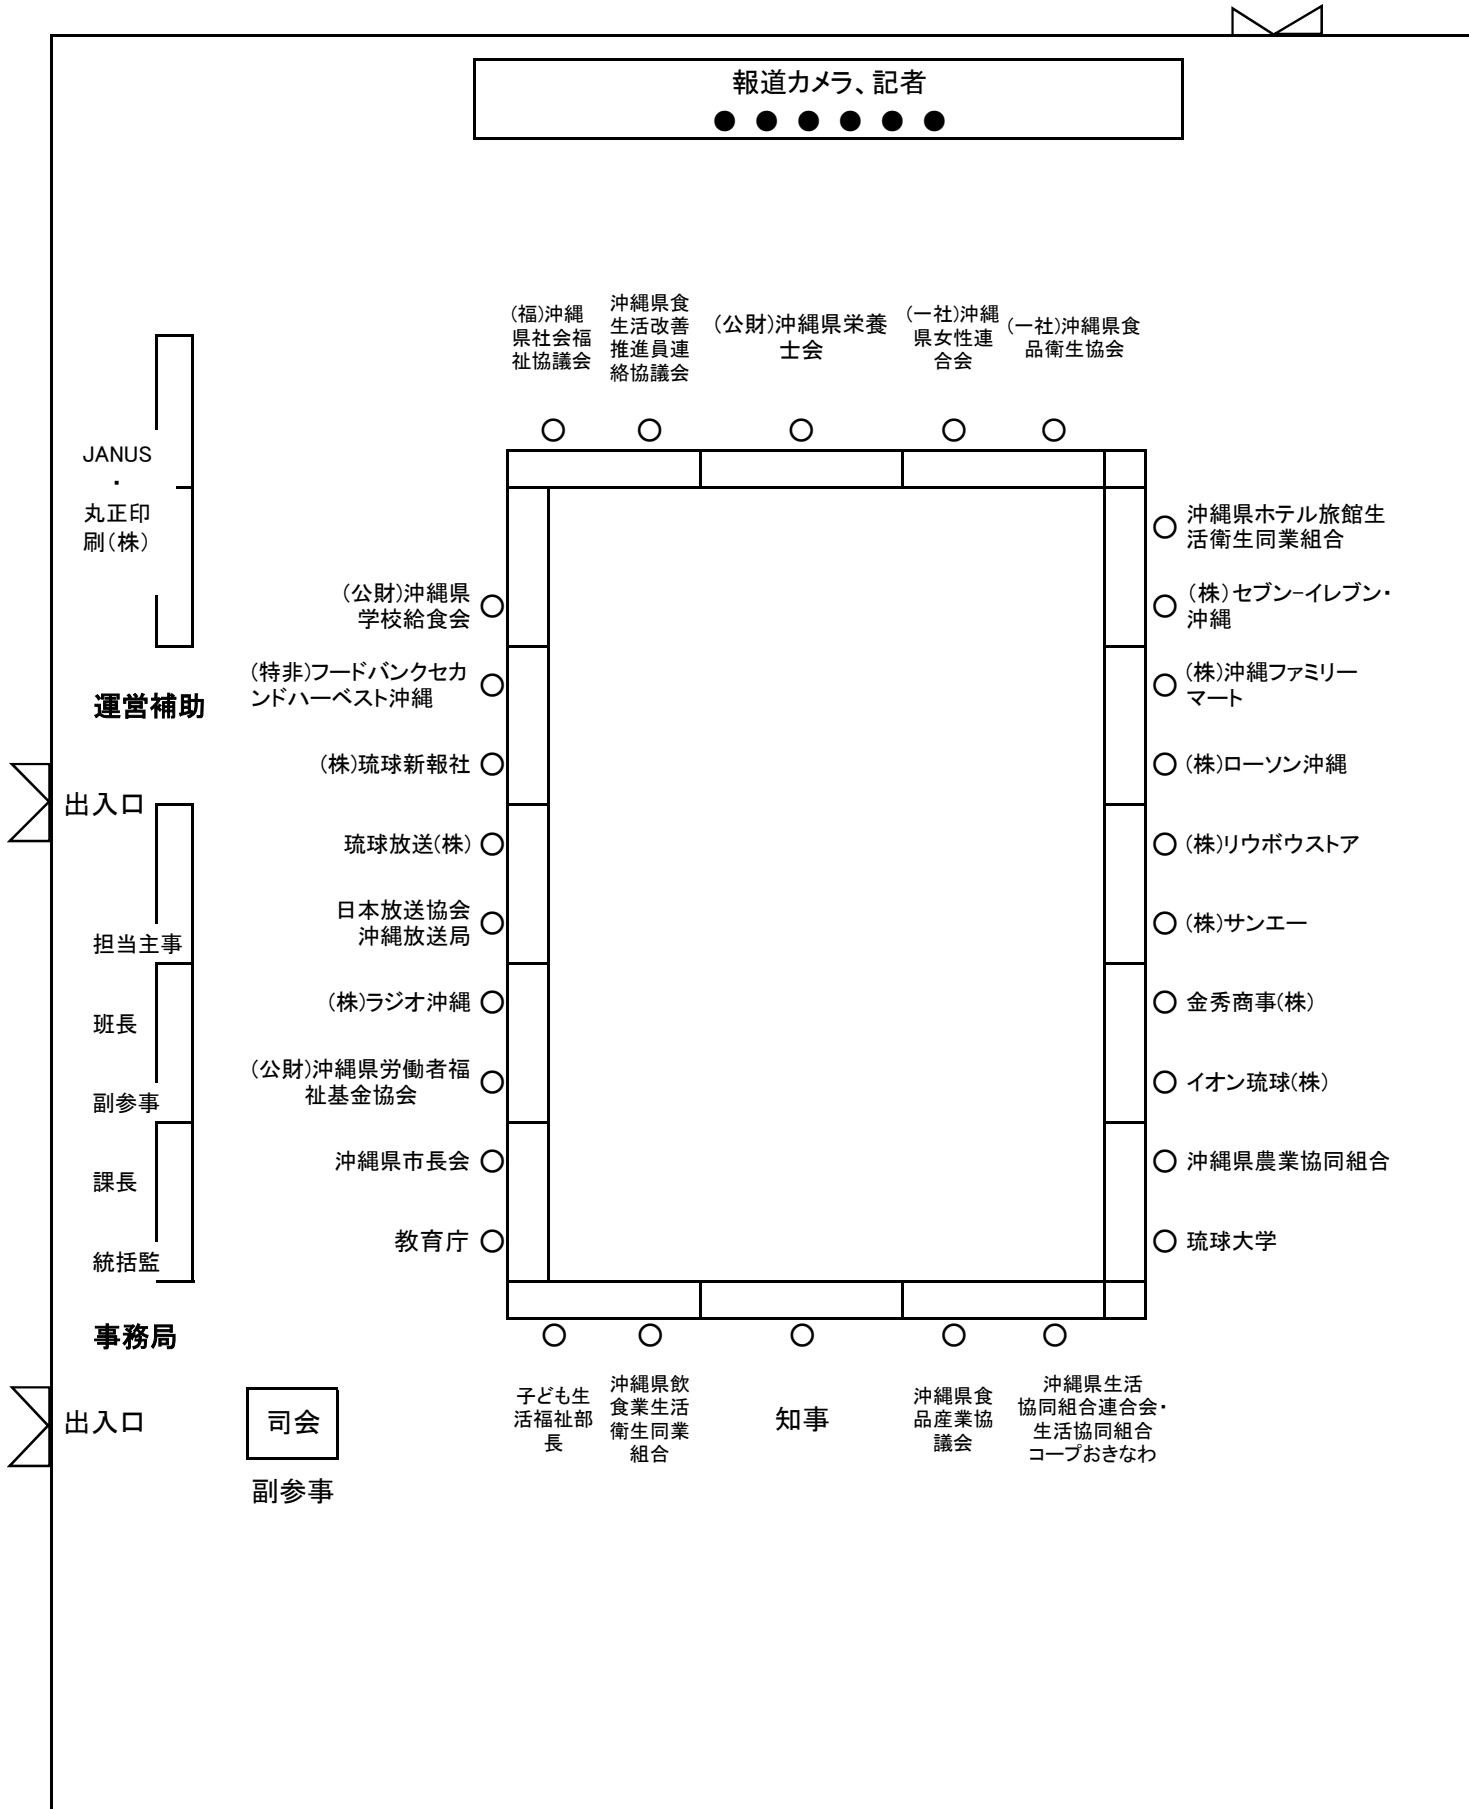 報道カメラ、記者
●●●●●●
(福)沖縄
県社会福
祉協議会
沖縄県食
生活改善
推進員連
絡協議会
(公財)沖縄県栄養
士会
(一社)沖縄
県女性連
合会
(一社)沖縄県食
品衛生協会
JANUS
・
丸正印
刷(株)
運営補助
出入口
担当主事
班長
副参事
課長
統括監
事務局
出入口
司会
副参事
(公財)沖縄県
学校給食会
(特非)フードバンクセカ
ンドハーベスト沖縄
(株)琉球新報社
琉球放送(株)
日本放送協会
沖縄放送局
(株)ラジオ沖縄
(公財)沖縄県労働者福
祉基金協会
沖縄県市長会
教育庁
沖縄県ホテル旅館生
活衛生同業組合
(株)セブン-イレブン・
沖縄
(株)沖縄ファミリー
マート
(株)ローソン沖縄
(株)リウボウストア
(株)サンエー
金秀商事(株)
イオン琉球(株)
沖縄県農業協同組合
琉球大学
子ども生
活福祉部
長
沖縄県飲
食業生活
衛生同業
組合
知事
沖縄県食
品産業協
議会
沖縄県生活
協同組合連合会・
生活協同組合
コープおきなわ